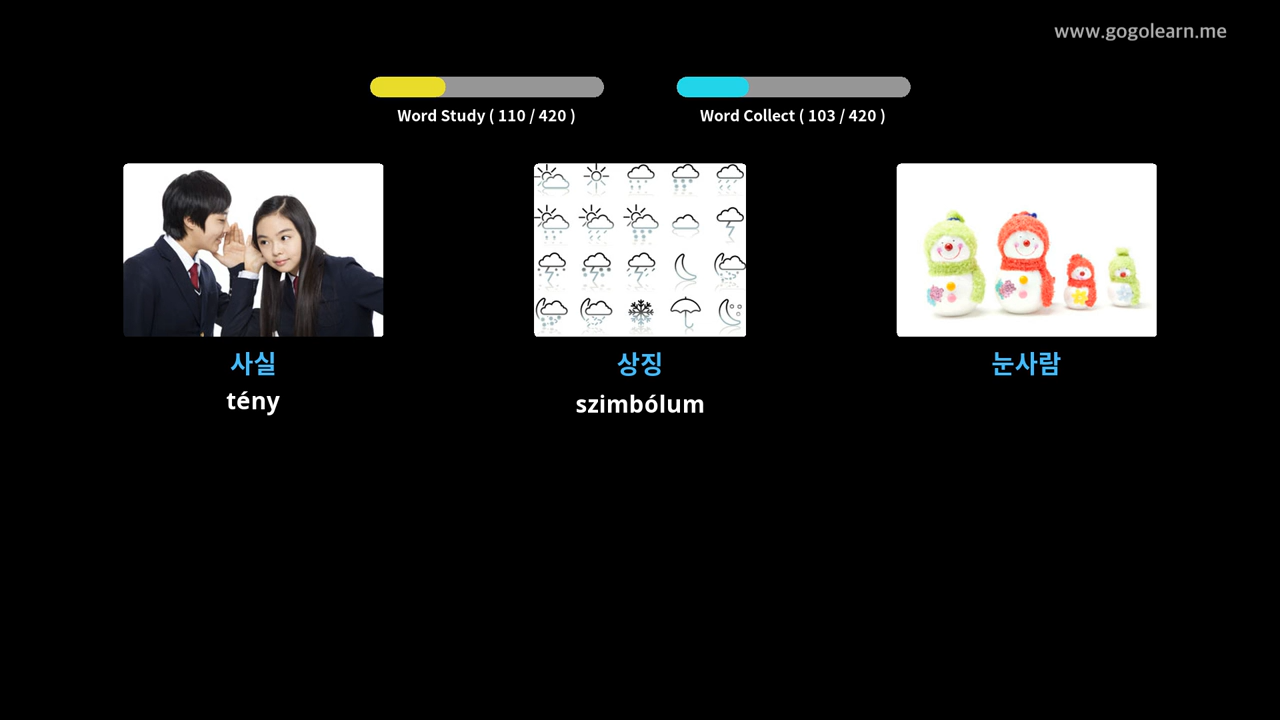 www.gogolearn.me
Word Study ( 110 / 420 )
Word Collect ( 103 / 420 )
사실
상징
눈사람
tény
szimbólum